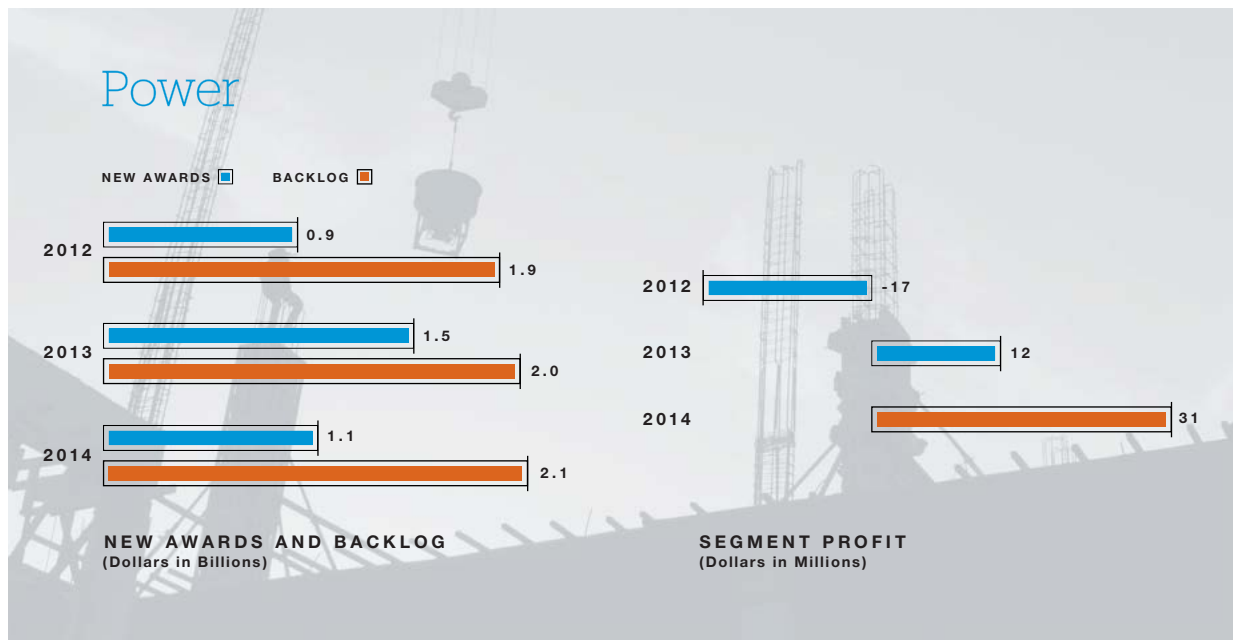 Power
NEW AWARDS
BACKLOG
2012
0.9
1.9
2013
1.5
2.0
2014
1.1
2.1
NEW AWARDS AND BACKLOG
(Dollars in Billions)
2012
-17
2013
12
2014
31
SEGMENT PROFIT
(Dollars in Millions)